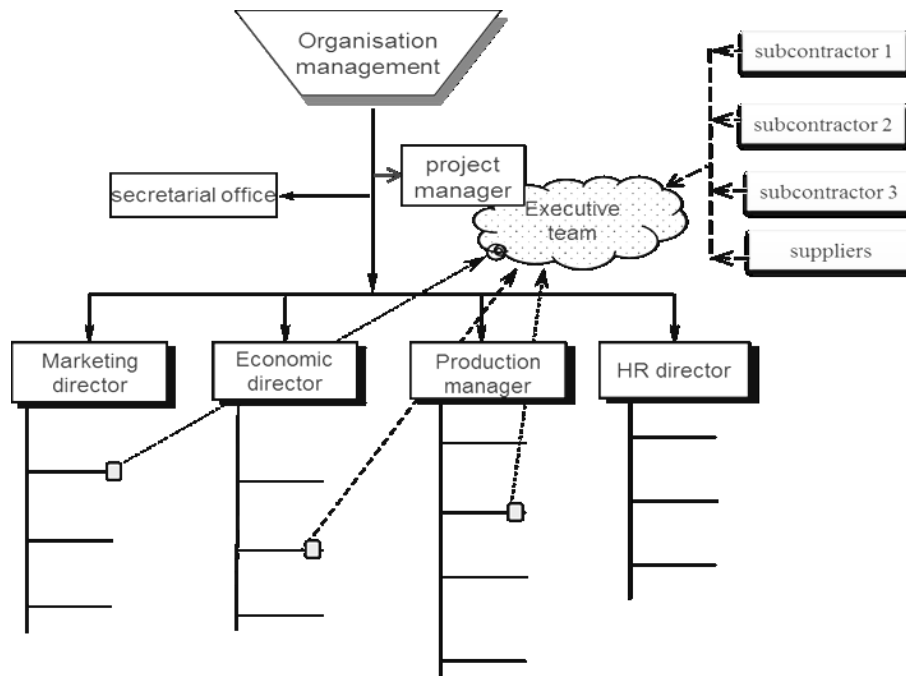 Organisation
management
subcontractor 1
subcontractor 2
subcontractor 3
suppliers
project
manager
secretarial office
Executive
team
Marketing
director
Economic
director
Production
manager
HR director